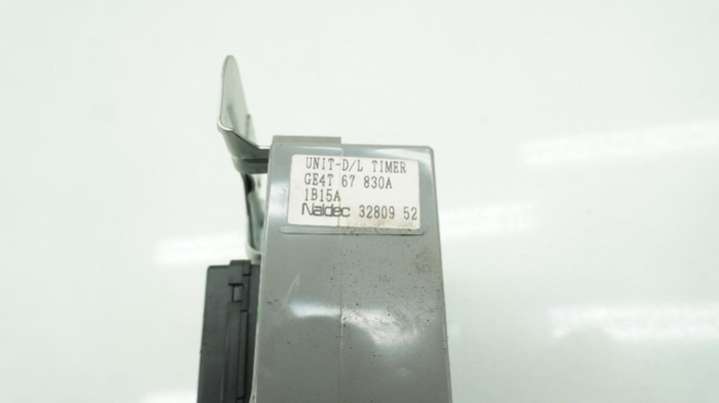 UNIT-D/L TIMER
GE4T 67 830A
1B15A
Naldec 32809 52